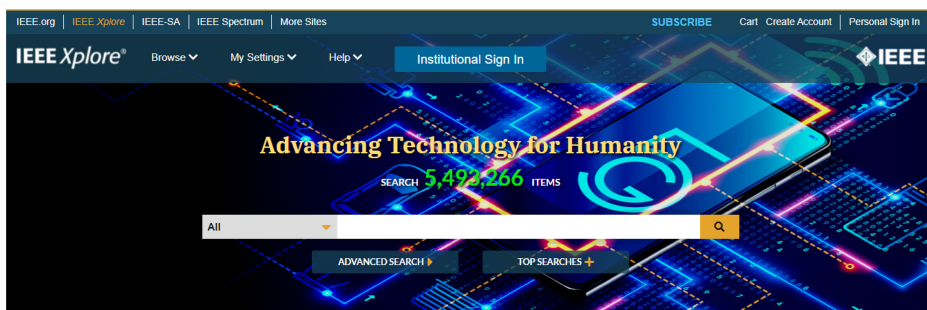 IEEE.org IEEE Xplore IEEE-SA IEEE Spectrum More Sites SUBSCRIBE Cart Create Account Personal Sign In
IEEE Xplore® Browse My Settings Help Institutional Sign In IEEE
Advancing Technology for Humanity
SEARCH 5,493,266 ITEMS
All
ADVANCED SEARCH TOP SEARCHES